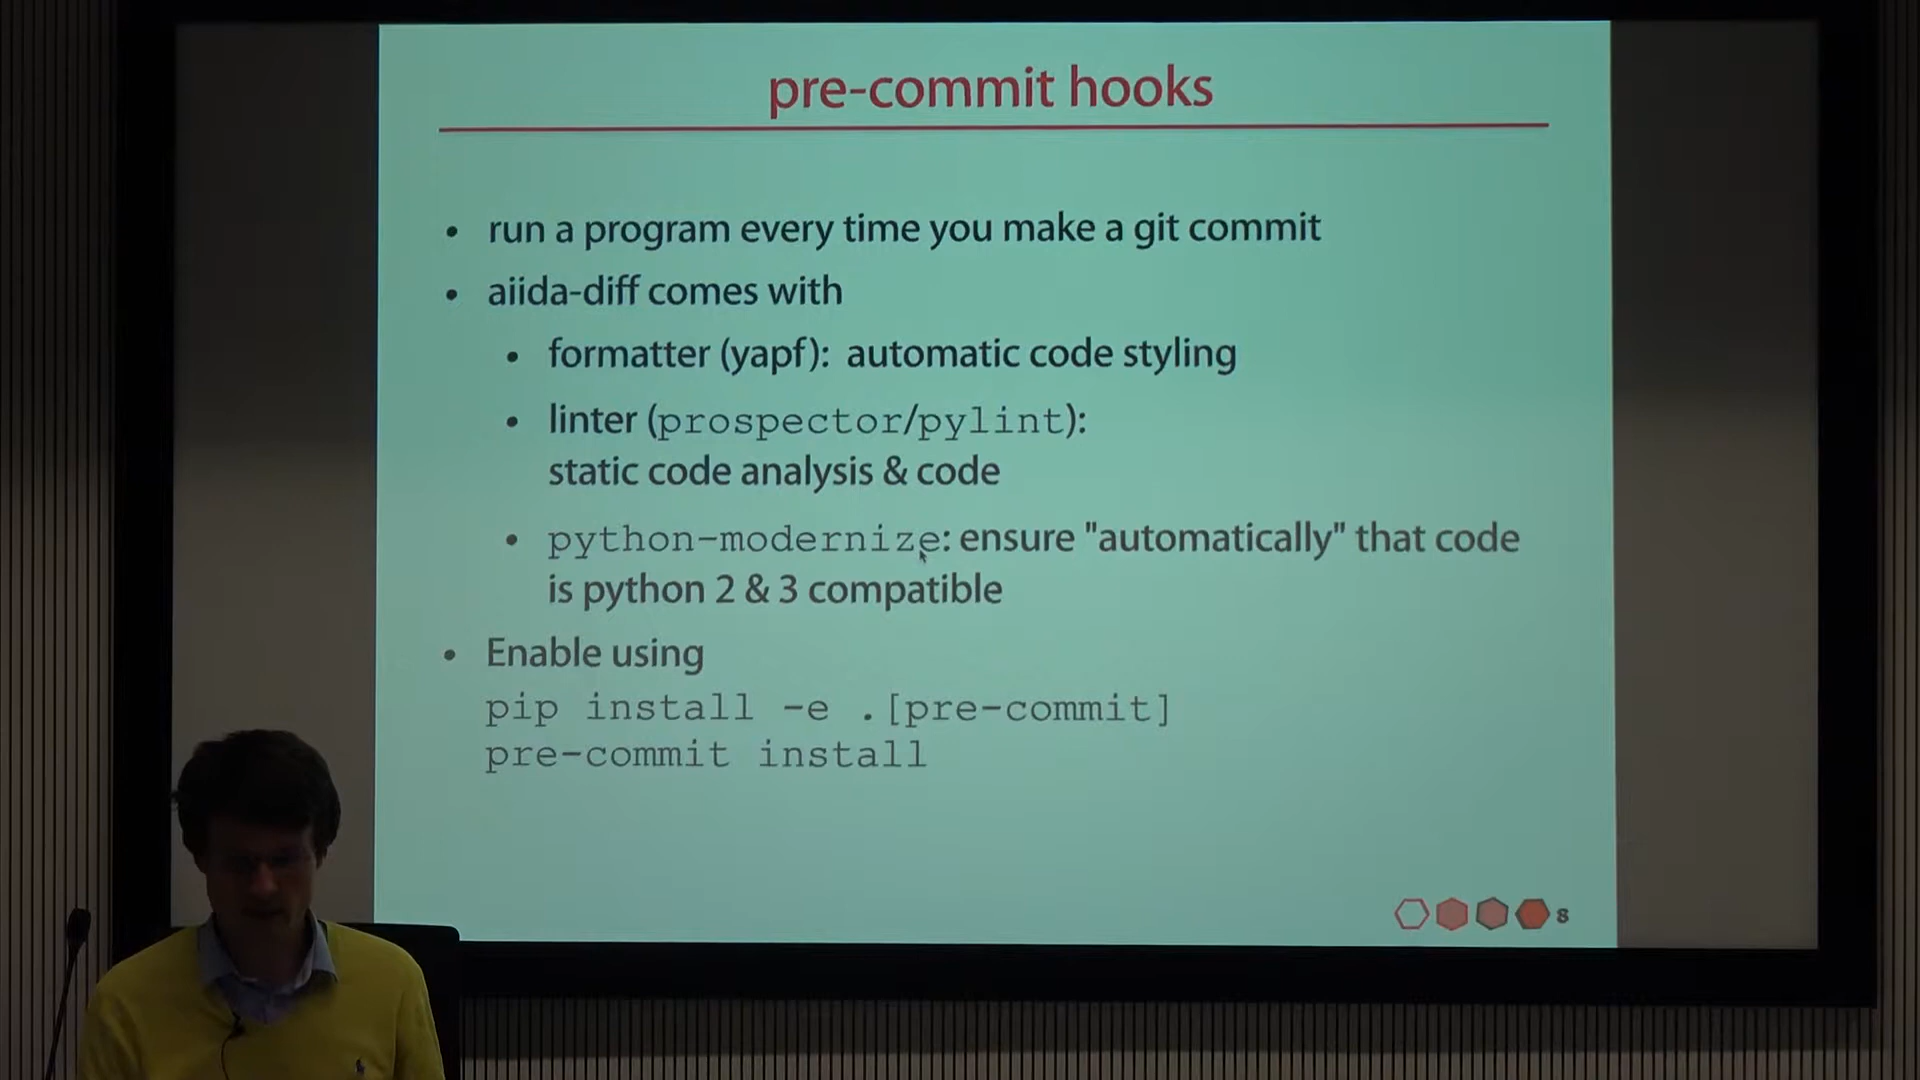 pre-commit hooks
• run a program every time you make a git commit
• aiida-diff comes with
• formatter (yapf): automatic code styling
• linter (prospector/pylint):
static code analysis & code
• python-modernize: ensure "automatically" that code
is python 2 & 3 compatible
• Enable using
pip install -e .[pre-commit]
pre-commit install
8